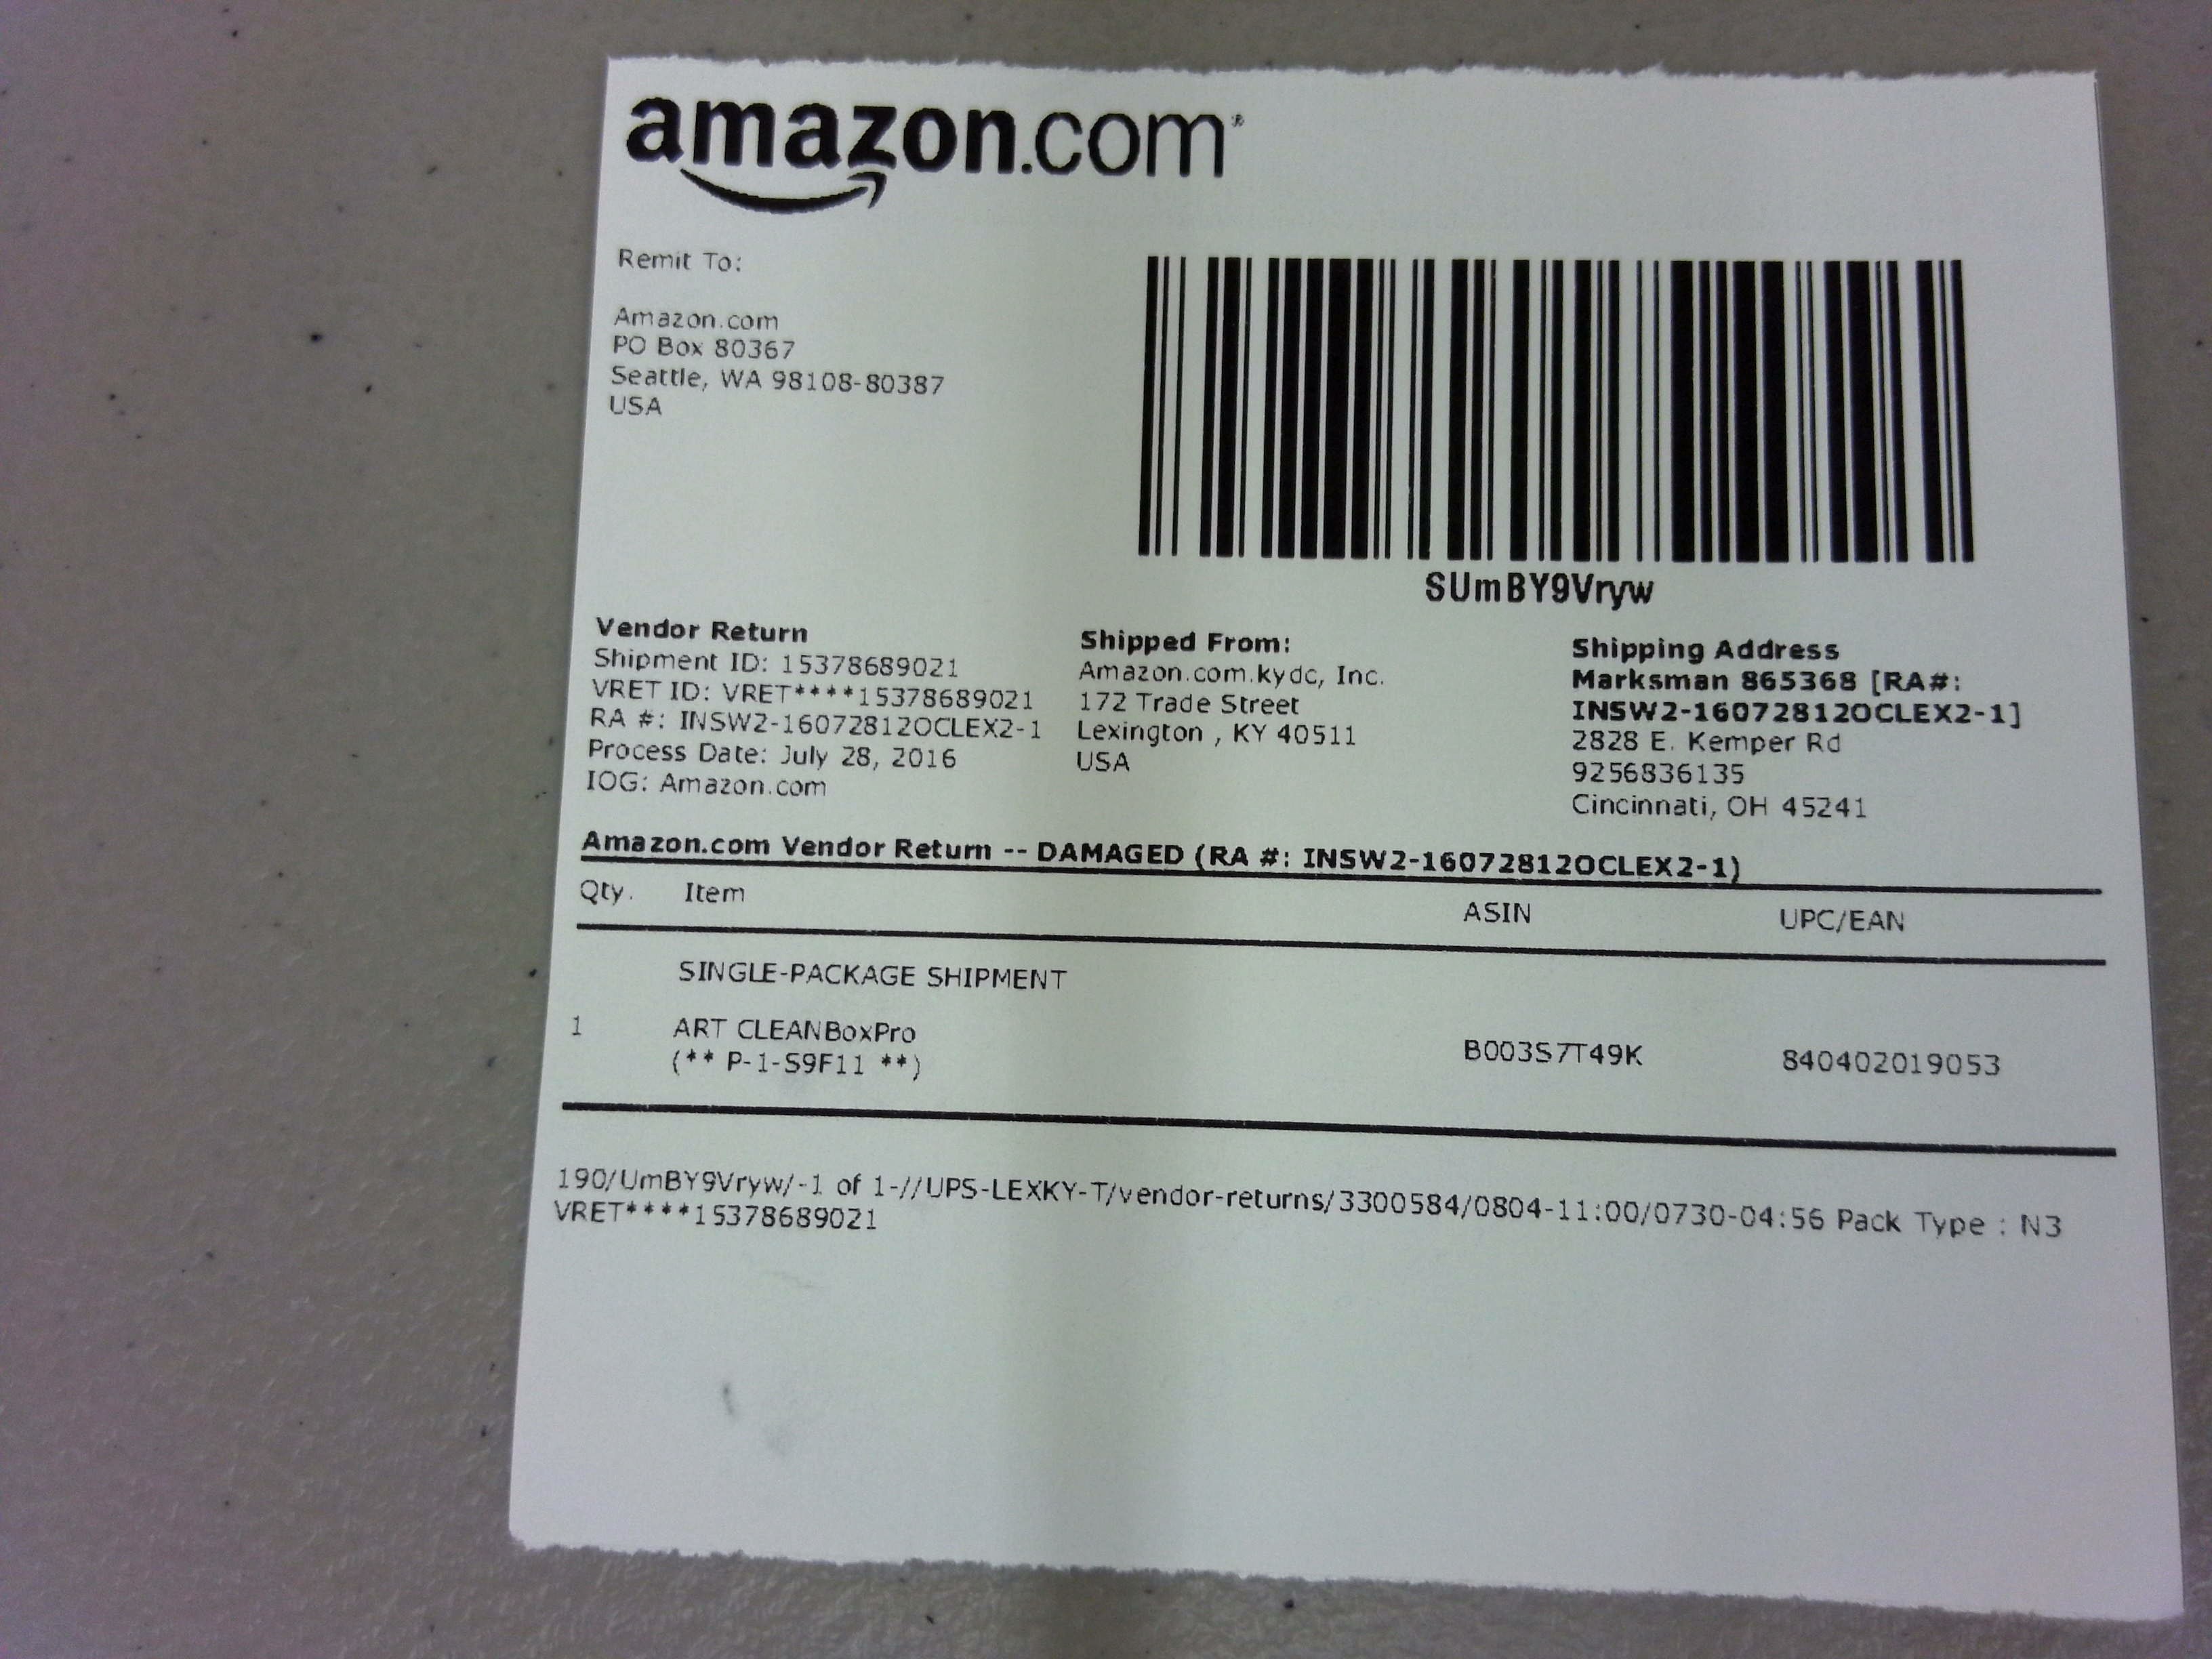 amazon.com
Remit To:
Amazon.com
PO Box 80367
Seattle, WA 98108-80387
USA
SUmBY9Vryw
Vendor Return
Shipment ID: 15378689021
VRET ID: VRET****15378689021
RA #: INSW2-160728120CLEX2-1
Process Date: July 28, 2016
IOG: Amazon.com
Shipped From:
Amazon.com.kydc, Inc.
172 Trade Street
Lexington , KY 40511
USA
Shipping Address
Marksman 865368 [RA#:
INSW2-16072812OCLEX2-1]
2828 E. Kemper Rd
9256836135
Cincinnati, OH 45241
Amazon.com Vendor Return -- DAMAGED (RA #: INSW2-16072812OCLEX2-1)
Qty. Item ASIN UPC/EAN
SINGLE-PACKAGE SHIPMENT
1 ART CLEANBoxPro B003S7T49K 840402019053
(** P-1-S9F11 **)
190/UmBY9Vryw/-1 of 1-//UPS-LEXKY-T/vendor-returns/3300584/0804-11:00/0730-04:56 Pack Type : N3
VRET****15378689021